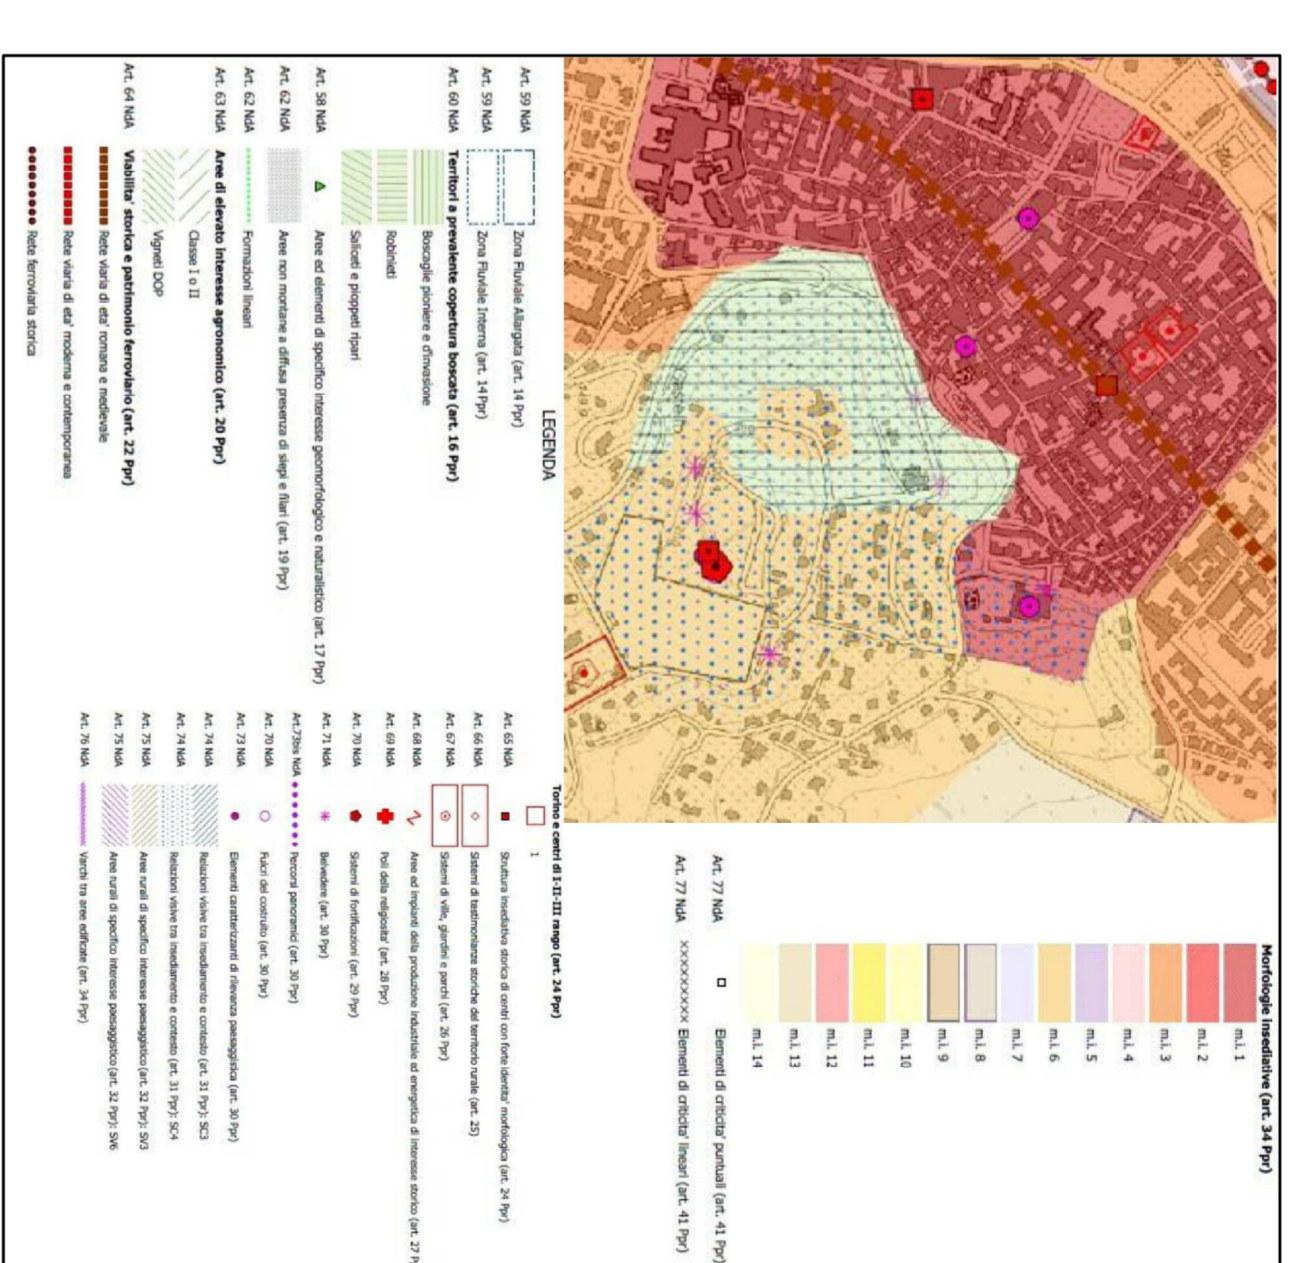 LEGENDA
Art. 59 NdA Zona Fluviale Allargata (art. 14 Ppr)
Art. 59 NdA Zona Fluviale Interna (art. 14 Ppr)
Art. 60 NdA Territori a prevalente copertura boscata (art. 16 Ppr)
Boscaglie pioniere e d'invasione
Robinieti
Saliceti e pioppeti ripari
Art. 58 NdA Aree ed elementi di specifico interesse geomorfologico e naturalistico (art. 17 Ppr)
Art. 62 NdA Aree non montane a diffusa presenza di siepi e filari (art. 19 Ppr)
Art. 62 NdA Formazioni lineari
Art. 63 NdA Aree di elevato interesse agronomico (art. 20 Ppr)
Classe I o II
Vigneti DOP
Art. 64 NdA Viabilita' storica e patrimonio ferroviario (art. 22 Ppr)
Rete viaria di eta' romana e medievale
Rete viaria di eta' moderna e contemporanea
Rete ferroviaria storica
Torino e centri di I-II-III rango (art. 24 Ppr)
1
Art. 65 NdA Struttura insediativa storica di centri con forte identita' morfologica (art. 24 Ppr)
Art. 66 NdA Sistemi di testimonianze storiche del territorio rurale (art. 25)
Art. 67 NdA Sistemi di ville, giardini e parchi (art. 26 Ppr)
Art. 68 NdA Aree ed impianti della produzione industriale ed energetica di interesse storico (art. 27
Art. 69 NdA Poli della religiosita' (art. 28 Ppr)
Art. 70 NdA Sistemi di fortificazioni (art. 29 Ppr)
Art. 71 NdA Belvedere (art. 30 Ppr)
Art.73bis NdA Percorsi panoramici (art. 30 Ppr)
Art. 70 NdA Fulcri del costruito (art. 30 Ppr)
Art. 73 NdA Elementi caratterizzanti di rilevanza paesaggisica (art. 30 Ppr)
Art. 74 NdA Relazioni visive tra insediamento e contesto (art. 31 Ppr): SC3
Art. 74 NdA Relazioni visive tra insediamento e contesto (art. 31 Ppr): SC4
Art. 75 NdA Aree rurali di specifico interesse paesaggistico (art. 32 Ppr): SV3
Art. 75 NdA Aree rurali di specifico interesse paesaggistico (art. 32 Ppr): SV6
Art. 76 NdA Varchi tra aree edificate (art. 34 Ppr)
Morfologie insediative (art. 34 Ppr)
m.i. 1
m.i. 2
m.i. 3
m.i. 4
m.i. 5
m.i. 6
m.i. 7
m.i. 8
m.i. 9
m.i. 10
m.i. 11
m.i. 12
m.i. 13
m.i. 14
Art. 77 NdA Elementi di criticita' puntuali (art. 41 Ppr)
Art. 77 NdA xxxxxxxxxx Elementi di criticita' lineari (art. 41 Ppr)